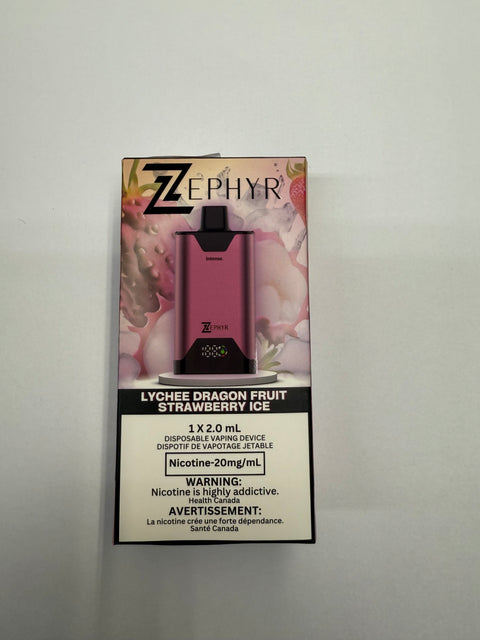 ZEPHYR
Intense.
ZEPHYR
LYCHEE DRAGON FRUIT
STRAWBERRY ICE
1 X 2.0 mL
DISPOSABLE VAPING DEVICE
DISPOTIF DE VAPOTAGE JETABLE
Nicotine-20mg/mL
WARNING:
Nicotine is highly addictive.
Health Canada
AVERTISSEMENT:
La nicotine crée une forte dépendance.
Santé Canada